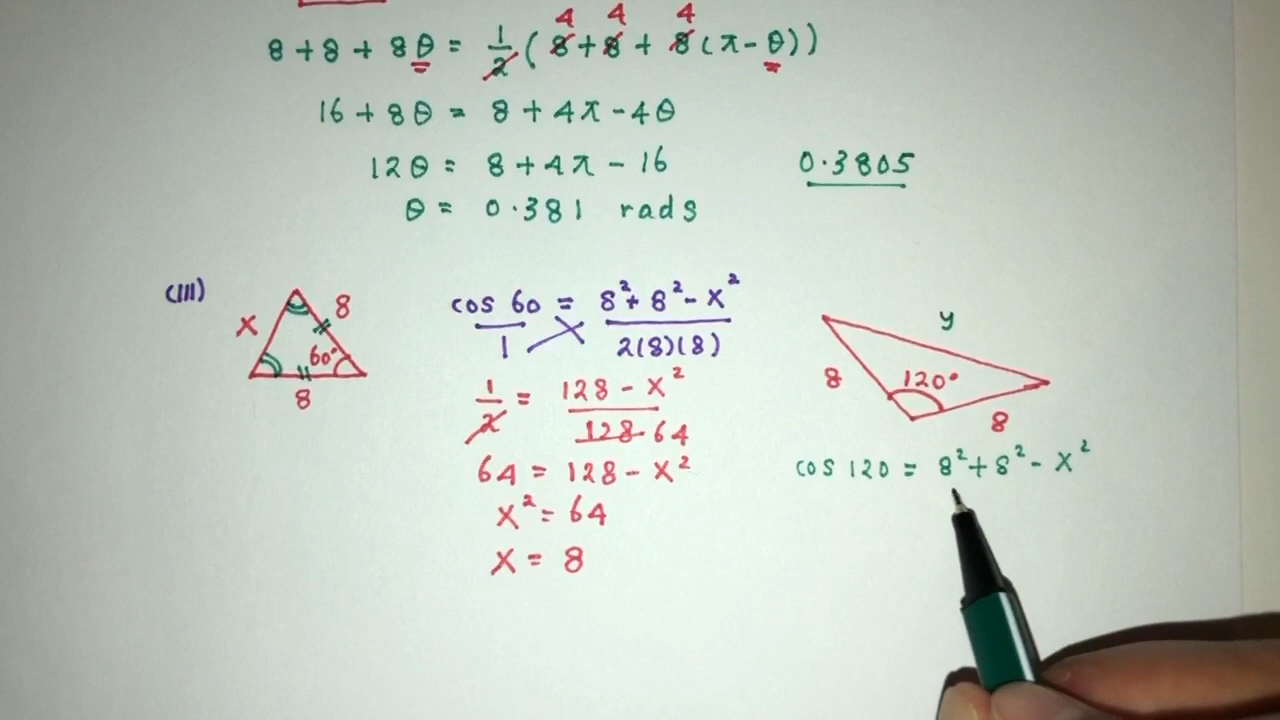 4 4 4
8 + 8 + 8θ = 1/2 ( 8 + 8 + 8 ( π - θ ) )
16 + 8θ = 8 + 4π - 4θ
12θ = 8 + 4π - 16
0.3805
θ = 0.381 rads
(III)
x 8
60°
8
cos 60 = 8² + 8² - x²
1 2(8)(8)
1/2 = 128 - x²
128 64
64 = 128 - x²
x² = 64
x = 8
y
8 120°
8
cos 120 = 8² + 8² - x²